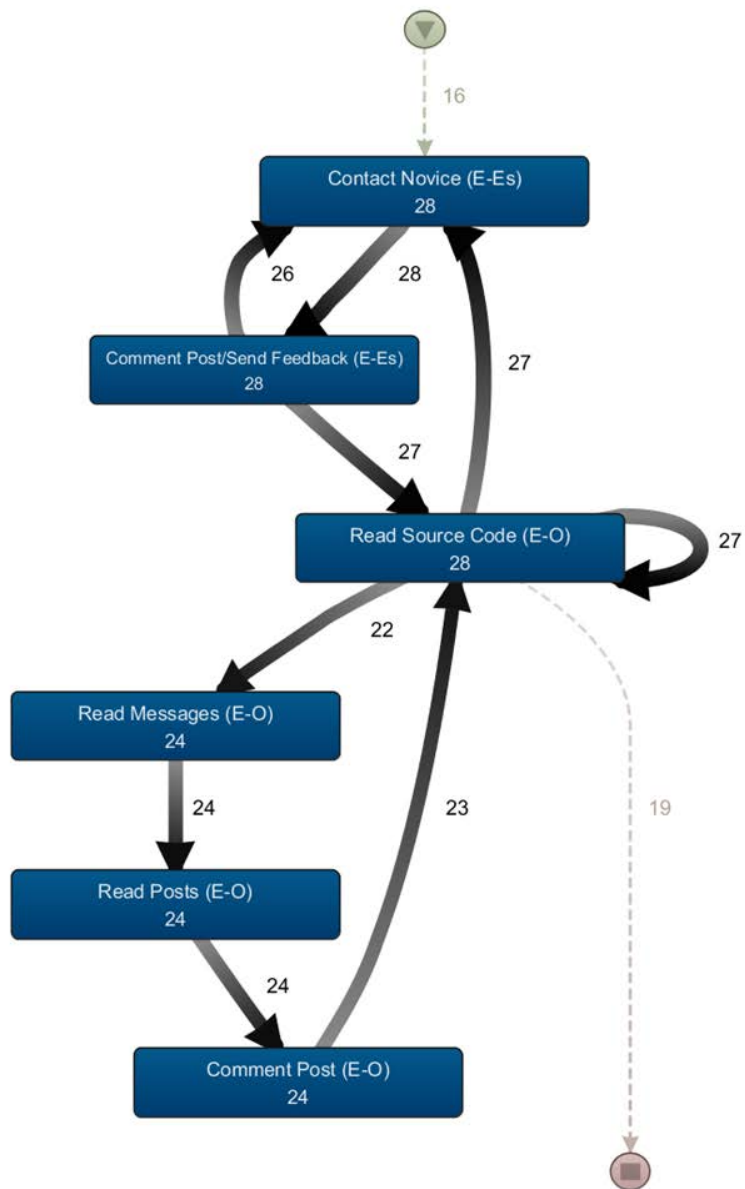 16
Contact Novice (E-Es)
28
26
28
Comment Post/Send Feedback (E-Es)
28
27
27
Read Source Code (E-O)
28
27
22
Read Messages (E-O)
24
24
23
19
Read Posts (E-O)
24
24
Comment Post (E-O)
24